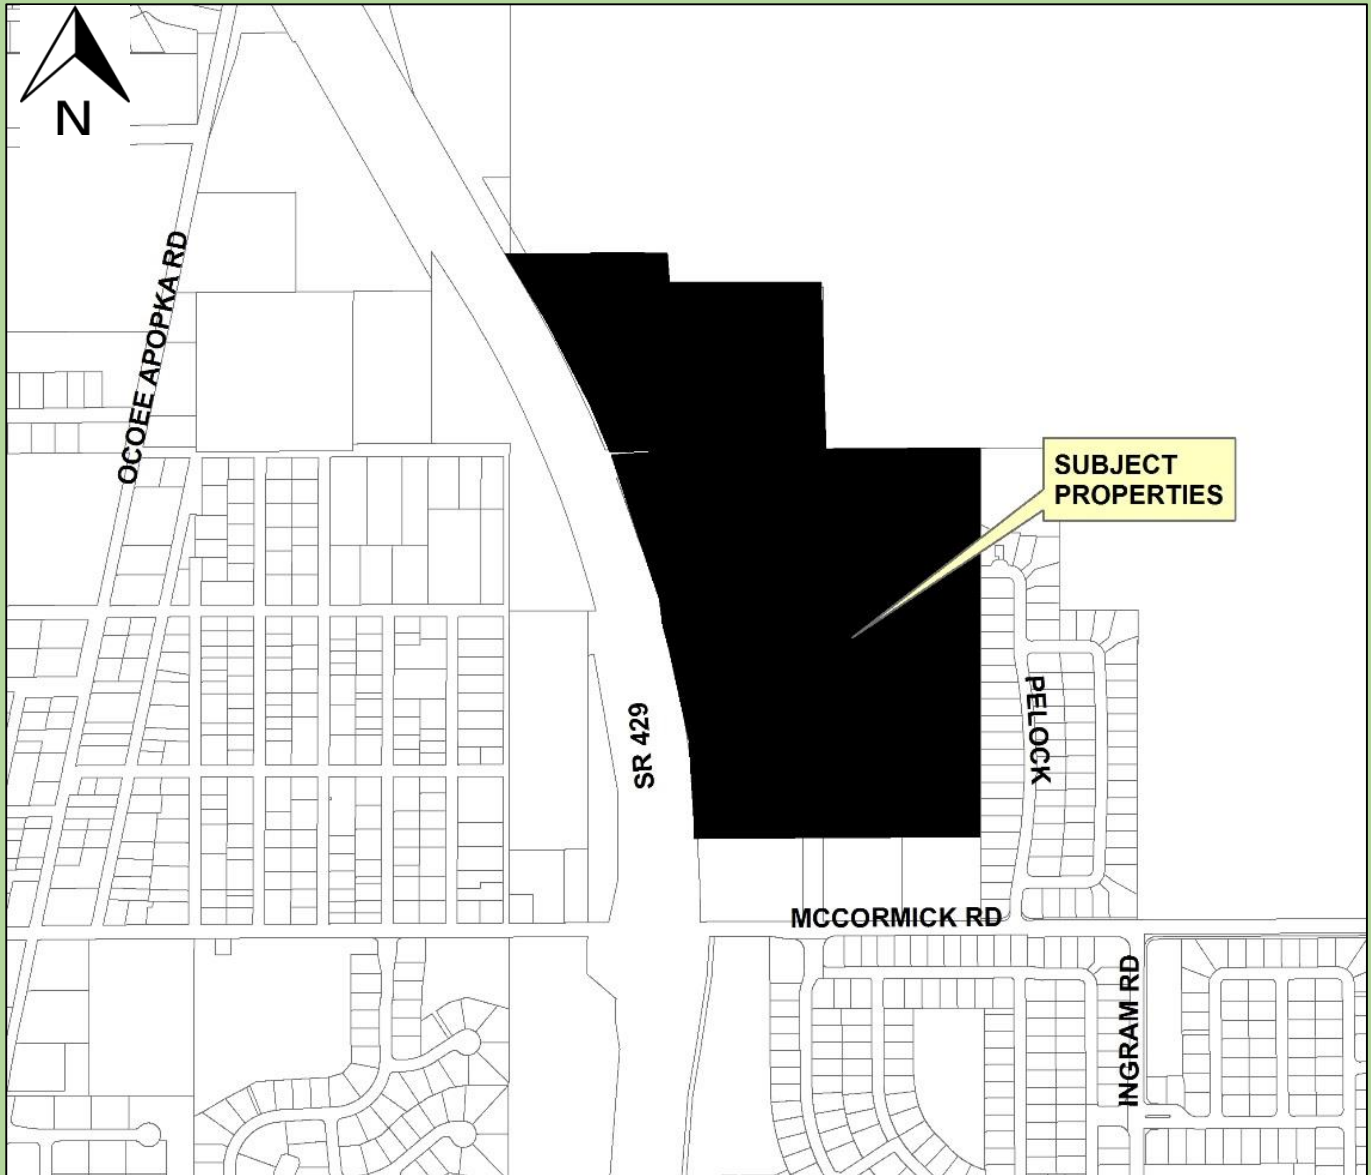 N
OCOEE APOPKA RD
SUBJECT
PROPERTIES
PELOCK
SR 429
MCCORMICK RD
INGRAM RD